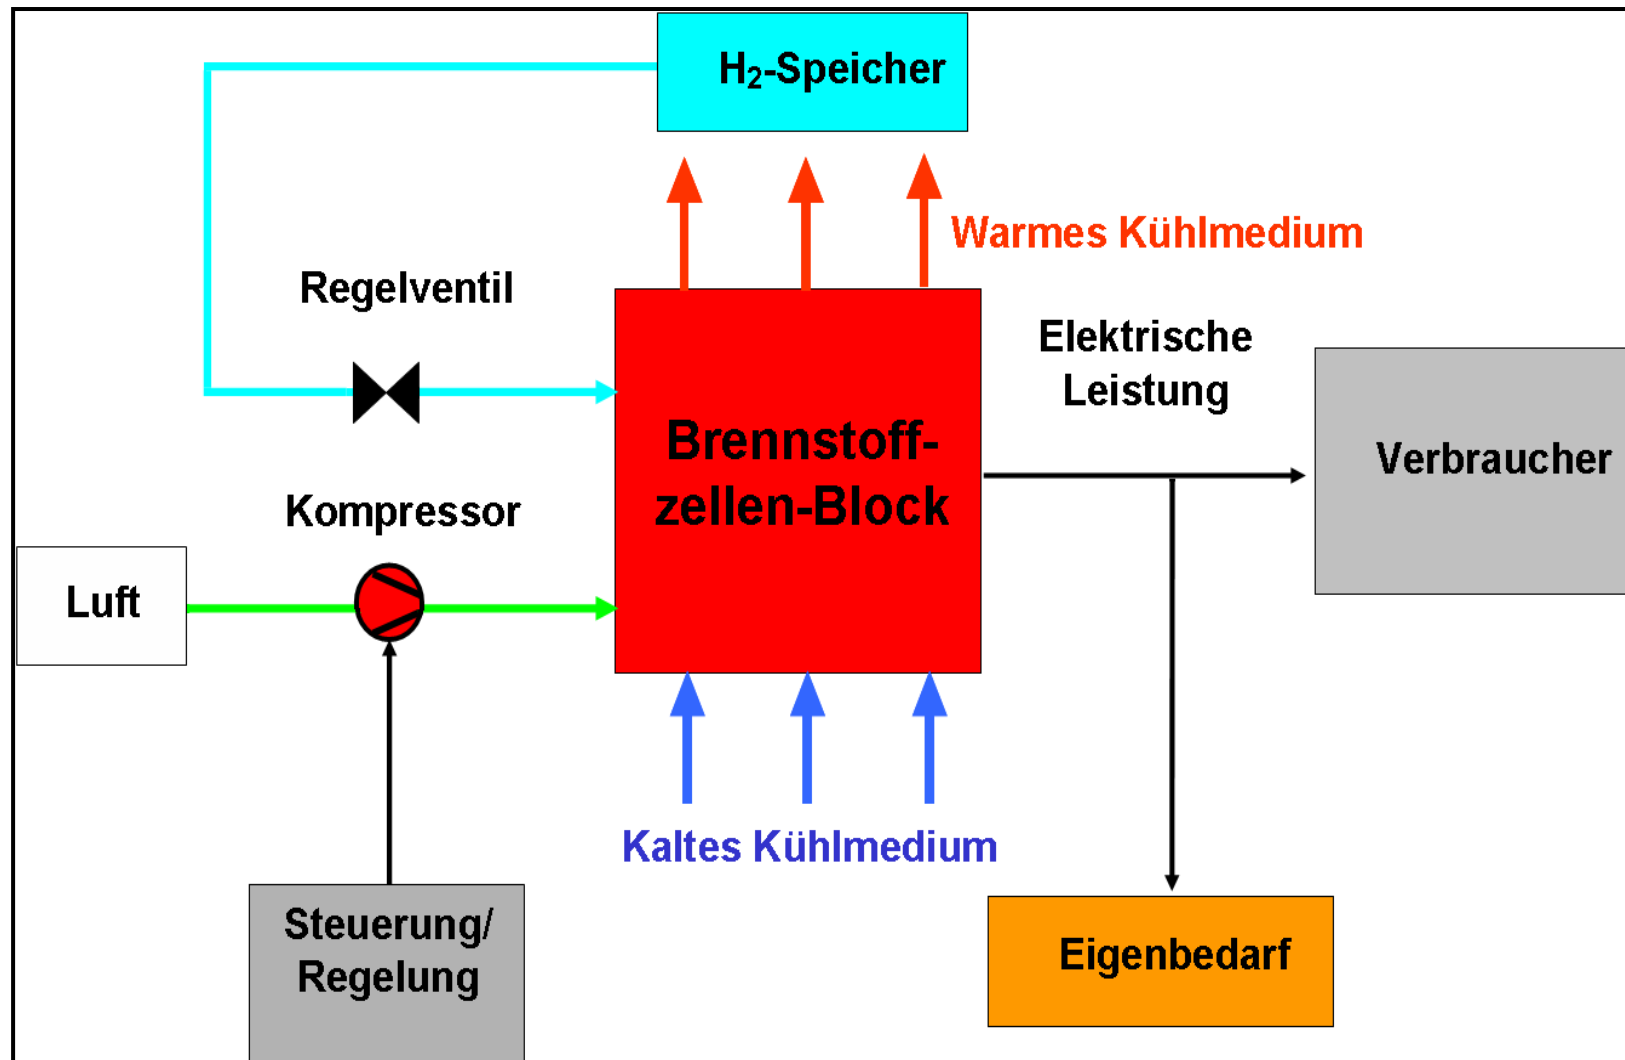 H₂-Speicher
Warmes Kühlmedium
Regelventil
Elektrische
Leistung
Brennstoff-
zellen-Block
Verbraucher
Kompressor
Luft
Kaltes Kühlmedium
Steuerung/
Regelung
Eigenbedarf